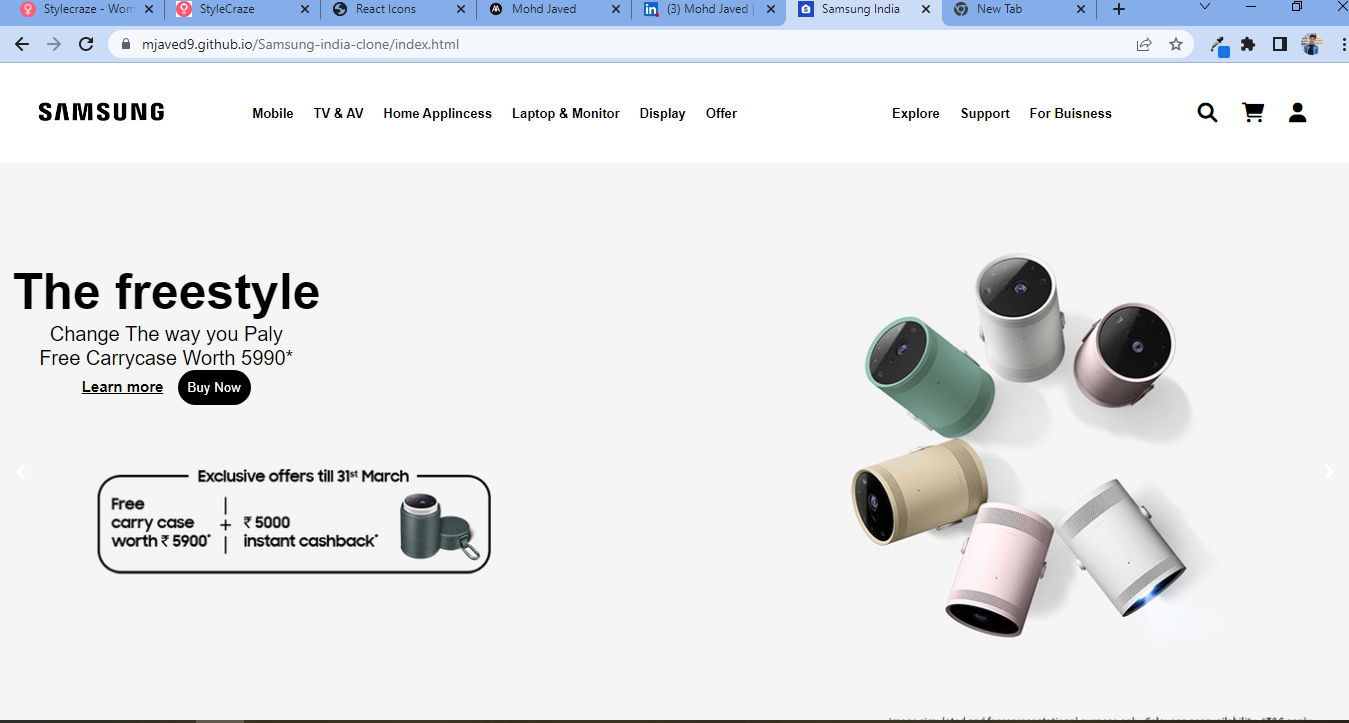 Stylecraze - Wom
StyleCraze
React Icons
Mohd Javed
(3) Mohd Javed |
Samsung India
New Tab
mjaved9.github.io/Samsung-india-clone/index.html
SAMSUNG
Mobile TV & AV Home Applincess Laptop & Monitor Display Offer Explore Support For Buisness
The freestyle
Change The way you Paly
Free Carrycase Worth 5990*
Learn more Buy Now
Exclusive offers till 31st March
Free
carry case
worth ₹ 5900*
+
₹ 5000
instant cashback*